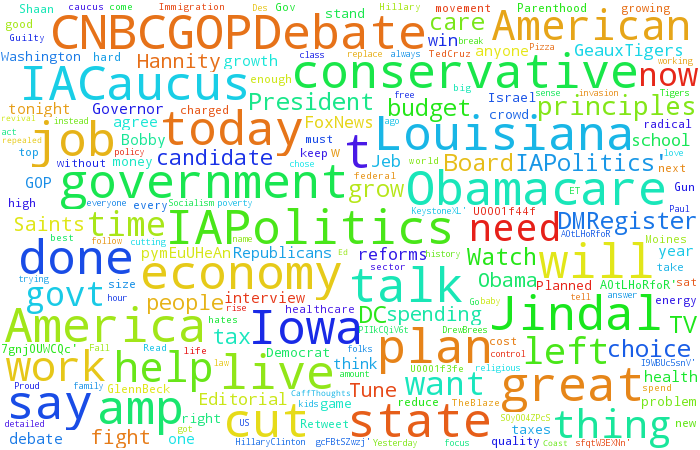 Shaan caucus come Immigration Des Gov Hillary movement Parenthood growing
good CNBCGOPDebate stand care American
Guilty win break TedCruz Pizza always replace class
Washington hard Hannity growth anyone GeauxTigers working
IACaucus enough conservative now
tonight Governor charged President budget big Israel sense invasion Tigers
revival instead agree FoxNews crowd principles
act job today free ago Louisiana radical
repeated policy Bobby must school
top money candidate keep W t Jeb world Board IAPolitics' love
GOP without chose federal next
government grow Obamacare ET Gun
high everyone every Socialism poverty Paul
Saints time IAPolitics KeystoneXL' U0001f44f need DMRegister
best follow cutting name A0tLHoRfoR
done pymEuUHeAn Republicans Ed history reforms Watch will Moines year
trying size sector Obama take
govt economy talk Planned A0tLHoRfoR' 'sat
hour people interview DC Go baby tell answer energy
America rise healthcare spending Jindal TV
hates tax Iowa PIIkCQiV6t DrewBrees
7gnj0UWCQc' Fall Read Democrat folks plan cost left choice
life law think control I9WBUc5snV'
work help live amount U0001f3fe religious health
Proud family GlennBeck CaffThoughts Tune want great spend
say amp Editorial kids game reduce TheBlaze problem
detailed right cut Retweet state S0yO04ZPc5 thing new
got US taxes
debate fight one HillaryClinton gcFBtSZwzj' Yesterday focus quality Coast sfqtW3EXNn'